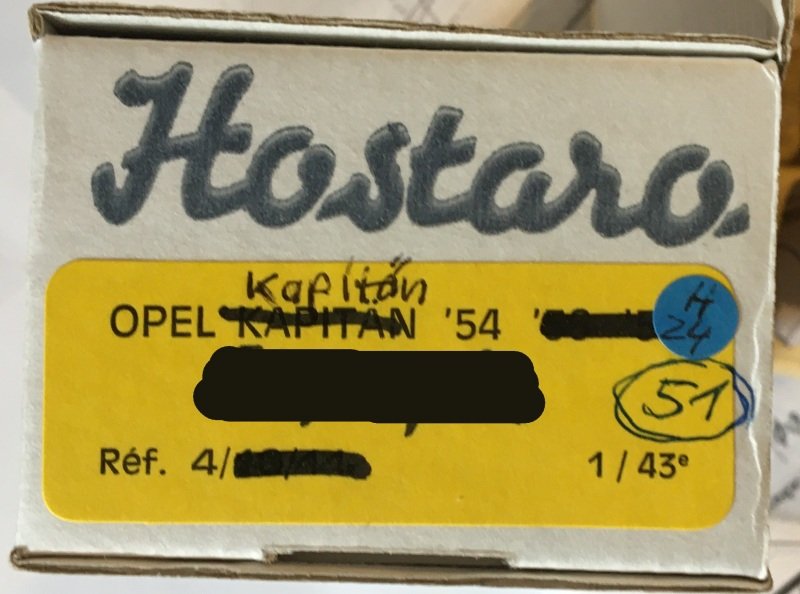 Hostaro.
Kapitän
OPEL KAPITAN '54 '
H
24
51
Réf. 4/ 1/43e